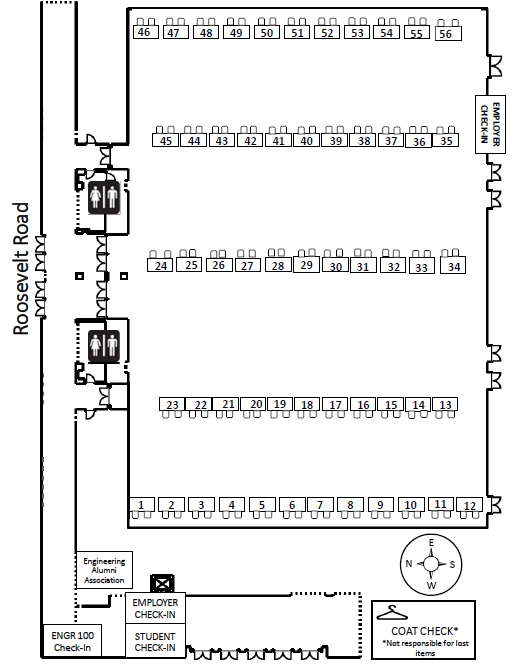 46 47 48 49 50 51 52 53 54 55 56
EMPLOYER
CHECK-IN
45 44 43 42 41 40 39 38 37 36 35
Roosevelt Road
24 25 26 27 28 29 30 31 32 33 34
23 22 21 20 19 18 17 16 15 14 13
1 2 3 4 5 6 7 8 9 10 11 12
Engineering
Alumni
Association
E
N S
W
EMPLOYER
CHECK-IN
ENGR 100
Check-In
STUDENT
CHECK-IN
COAT CHECK*
*Not responsible for lost
items